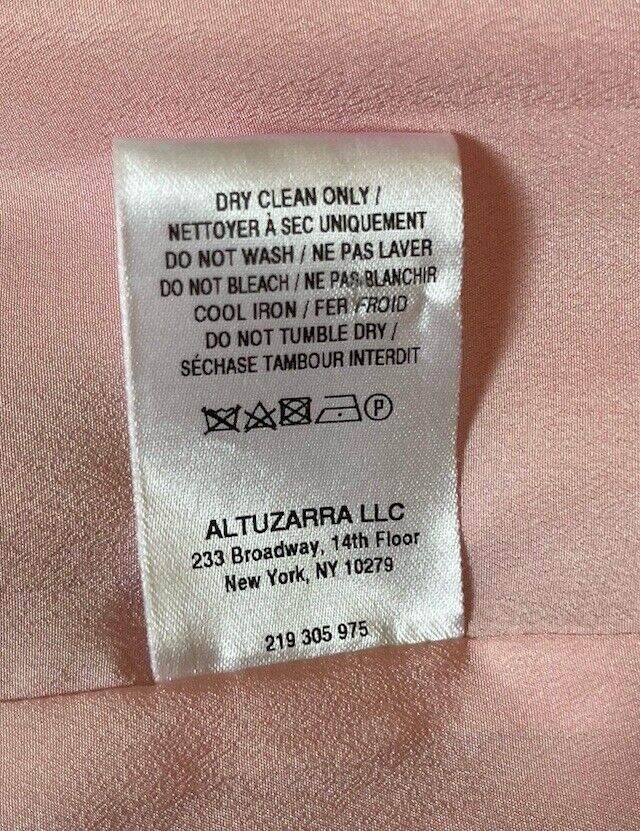 DRY CLEAN ONLY /
NETTOYER À SEC UNIQUEMENT
DO NOT WASH / NE PAS LAVER
DO NOT BLEACH / NE PAS BLANCHIR
COOL IRON / FER FROID
DO NOT TUMBLE DRY /
SÉCHASE TAMBOUR INTERDIT
P
ALTUZARRA LLC
233 Broadway, 14th Floor
New York, NY 10279
219 305 975